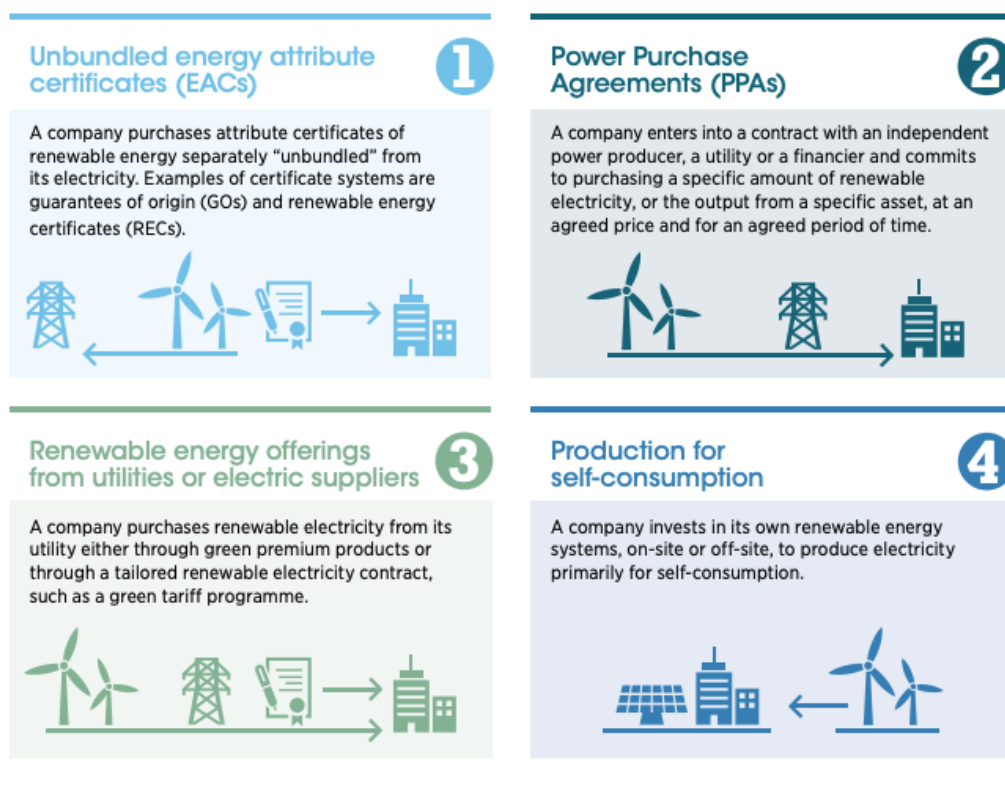 Unbundled energy attribute
certificates (EACs)
1
A company purchases attribute certificates of
renewable energy separately “unbundled” from
its electricity. Examples of certificate systems are
guarantees of origin (GOs) and renewable energy
certificates (RECs).
Power Purchase
Agreements (PPAs)
2
A company enters into a contract with an independent
power producer, a utility or a financier and commits
to purchasing a specific amount of renewable
electricity, or the output from a specific asset, at an
agreed price and for an agreed period of time.
Renewable energy offerings
from utilities or electric suppliers
3
A company purchases renewable electricity from its
utility either through green premium products or
through a tailored renewable electricity contract,
such as a green tariff programme.
Production for
self-consumption
4
A company invests in its own renewable energy
systems, on-site or off-site, to produce electricity
primarily for self-consumption.